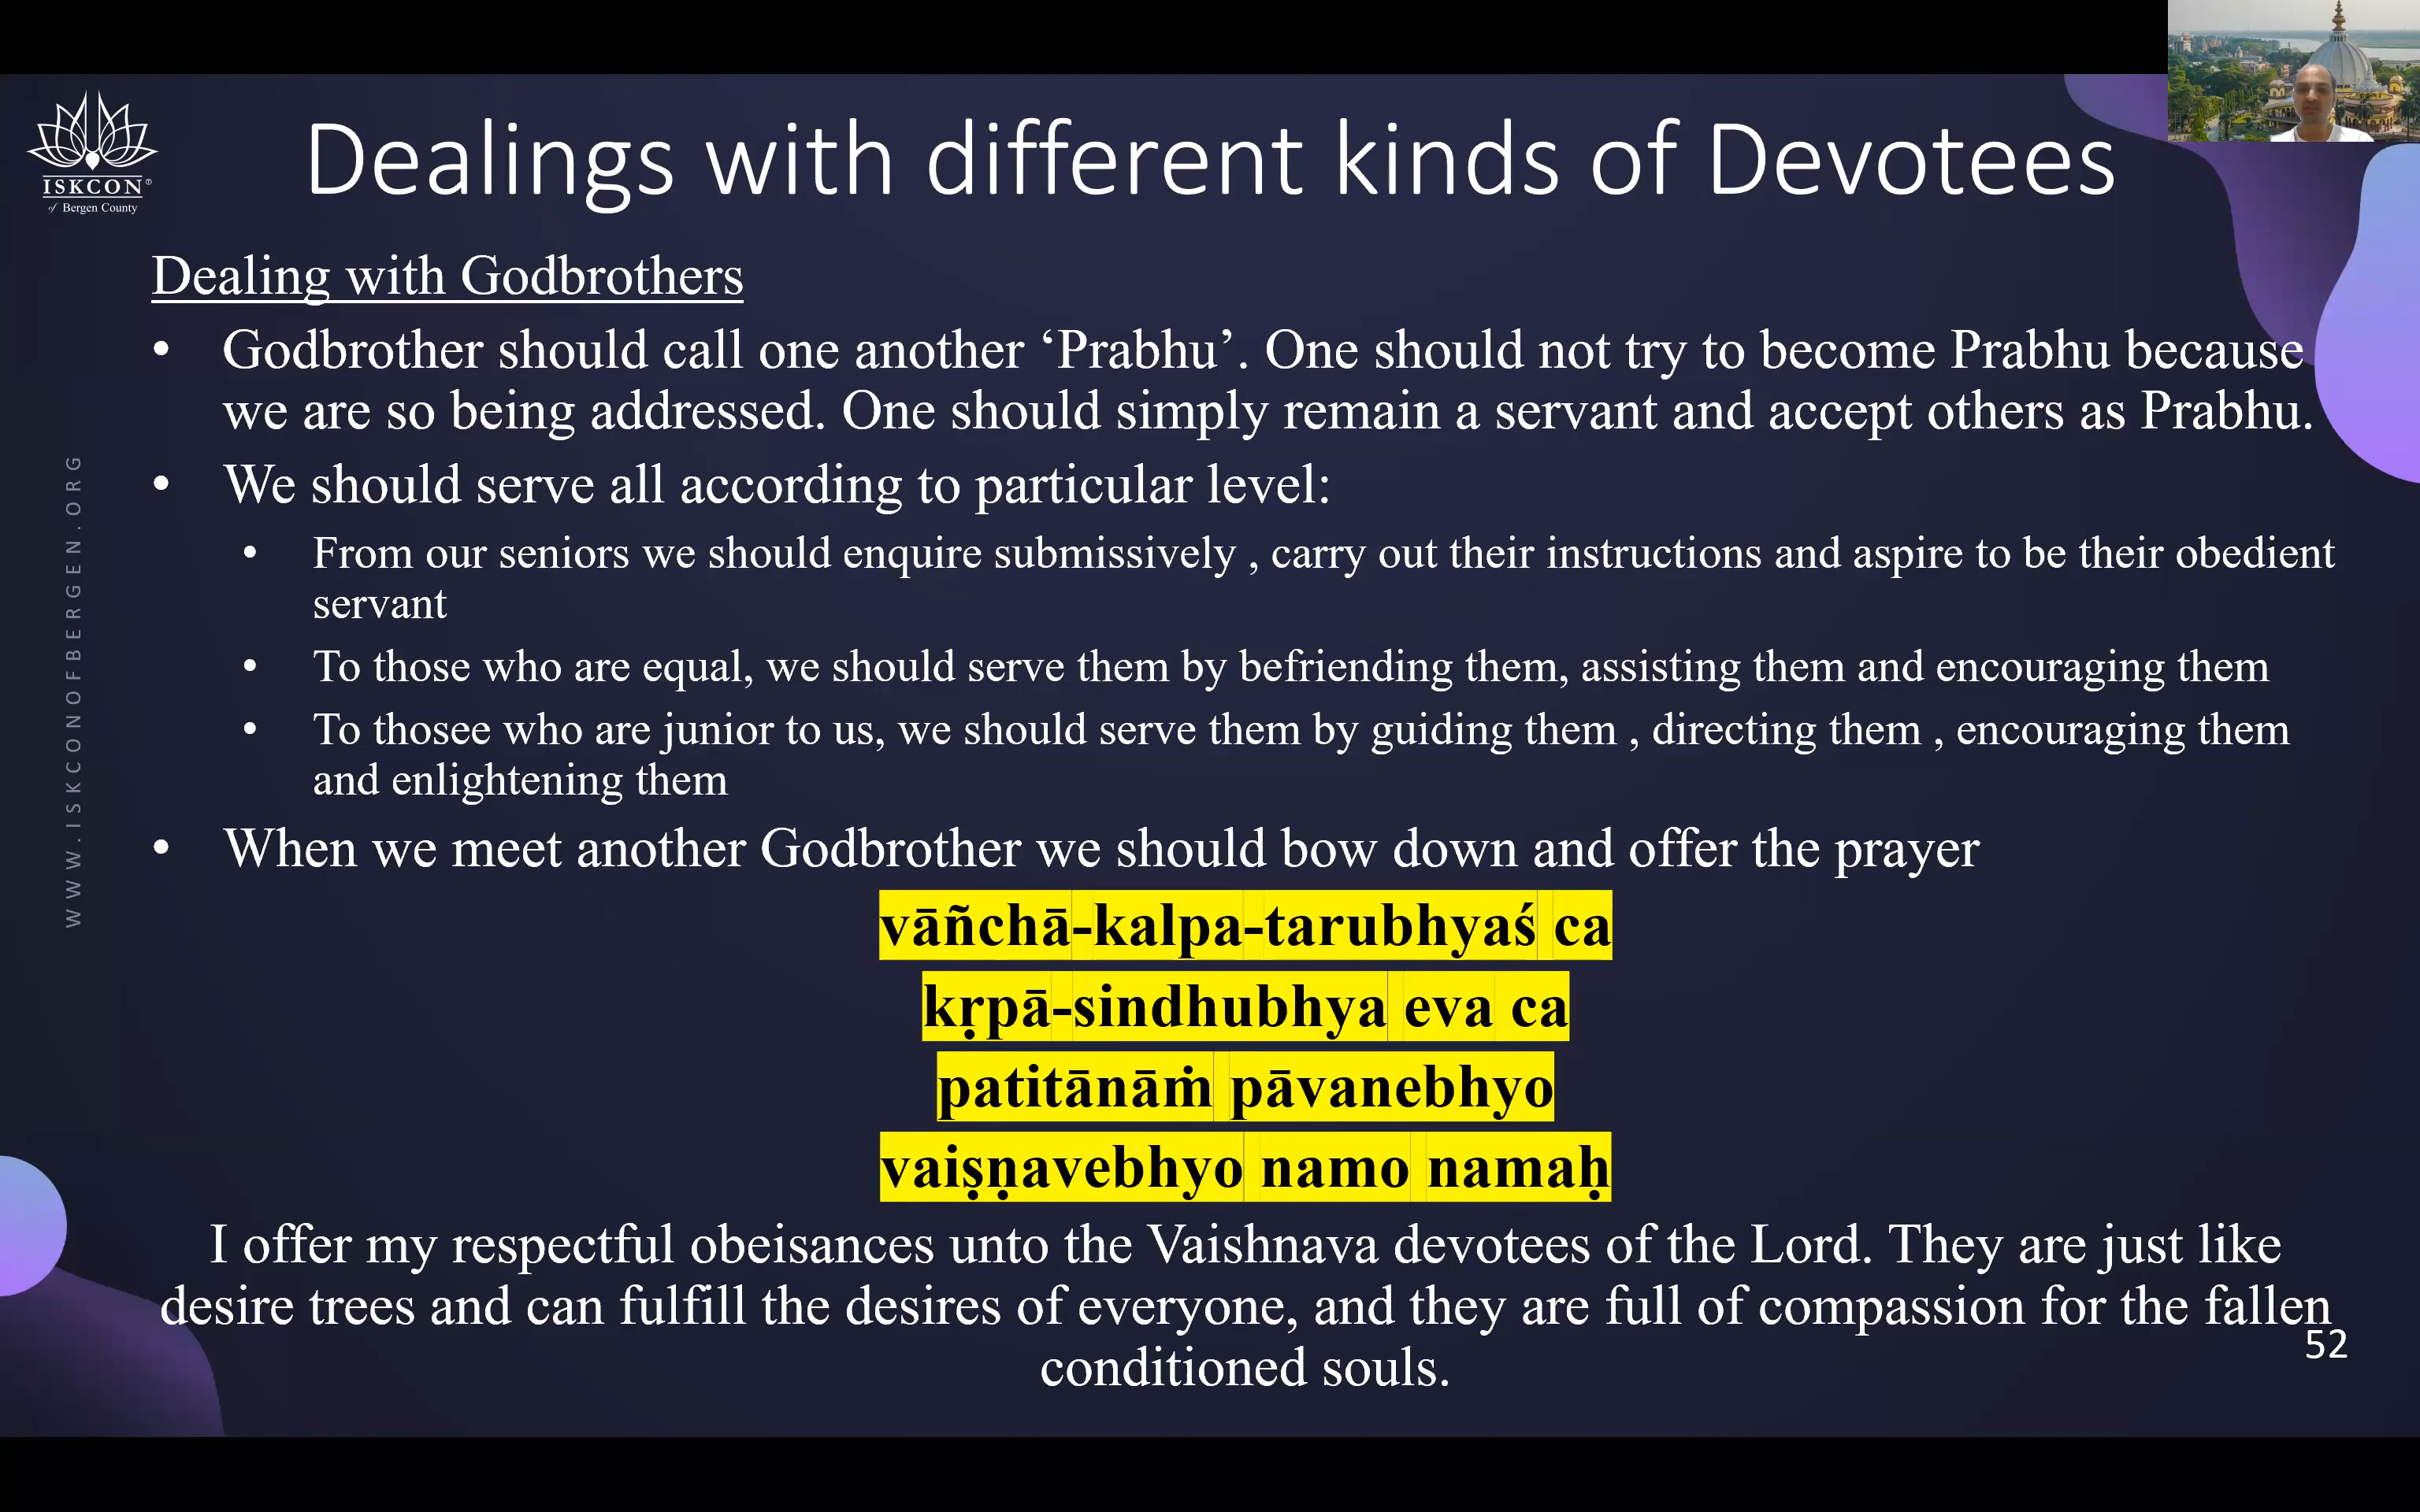 ISKCON®
of Bergen County
Dealings with different kinds of Devotees
WWW.ISKCONOFBERGEN.ORG
Dealing with Godbrothers
• Godbrother should call one another ‘Prabhu’. One should not try to become Prabhu because
we are so being addressed. One should simply remain a servant and accept others as Prabhu.
• We should serve all according to particular level:
• From our seniors we should enquire submissively , carry out their instructions and aspire to be their obedient
servant
• To those who are equal, we should serve them by befriending them, assisting them and encouraging them
• To thosee who are junior to us, we should serve them by guiding them , directing them , encouraging them
and enlightening them
• When we meet another Godbrother we should bow down and offer the prayer
vāñchā-kalpa-tarubhyaś ca
kṛpā-sindhubhya eva ca
patitānāṁ pāvanebhyo
vaiṣṇavebhyo namo namaḥ
I offer my respectful obeisances unto the Vaishnava devotees of the Lord. They are just like
desire trees and can fulfill the desires of everyone, and they are full of compassion for the fallen
conditioned souls.
52